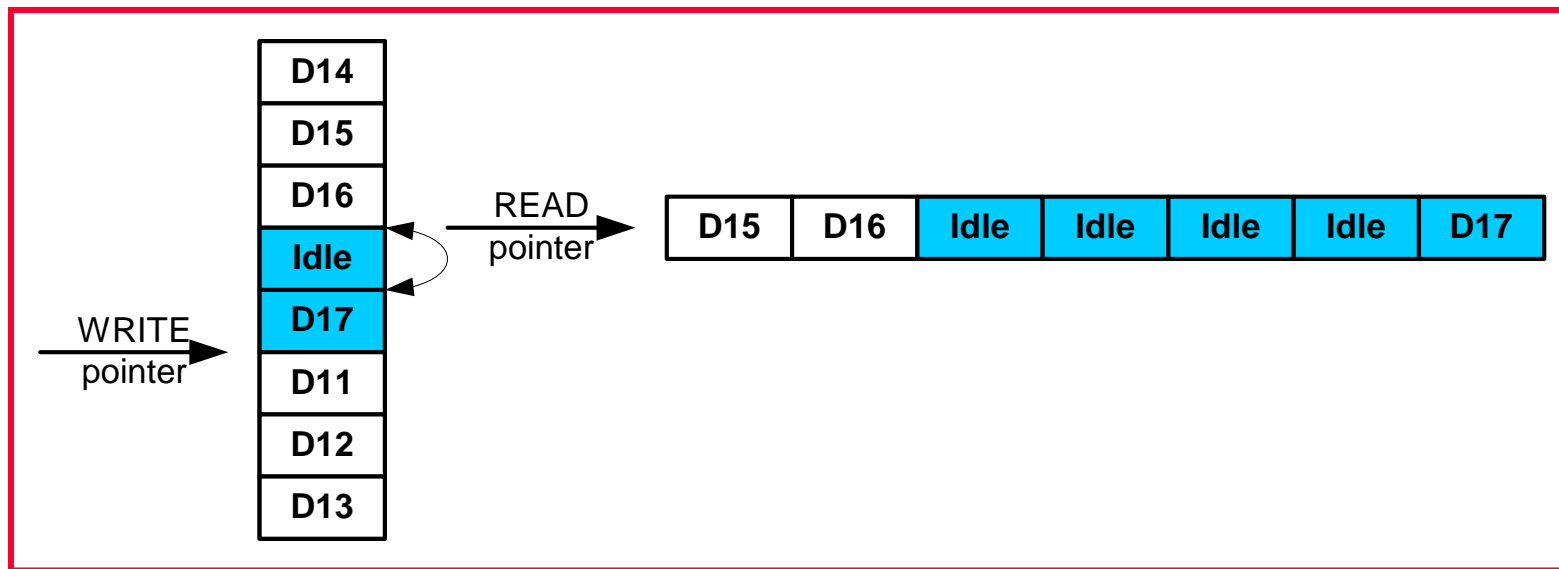 D14
D15
D16
Idle
D17
D11
D12
D13
WRITE
pointer
READ
pointer
D15 D16 Idle Idle Idle Idle D17